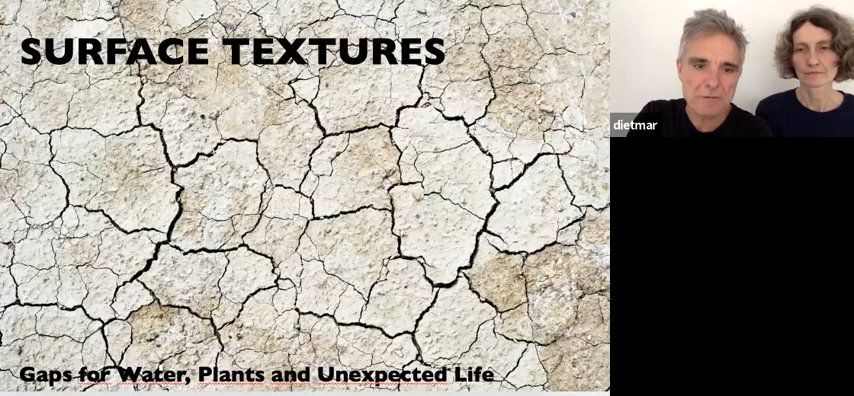 SURFACE TEXTURES
dietmar
Gaps for Water, Plants and Unexpected Life